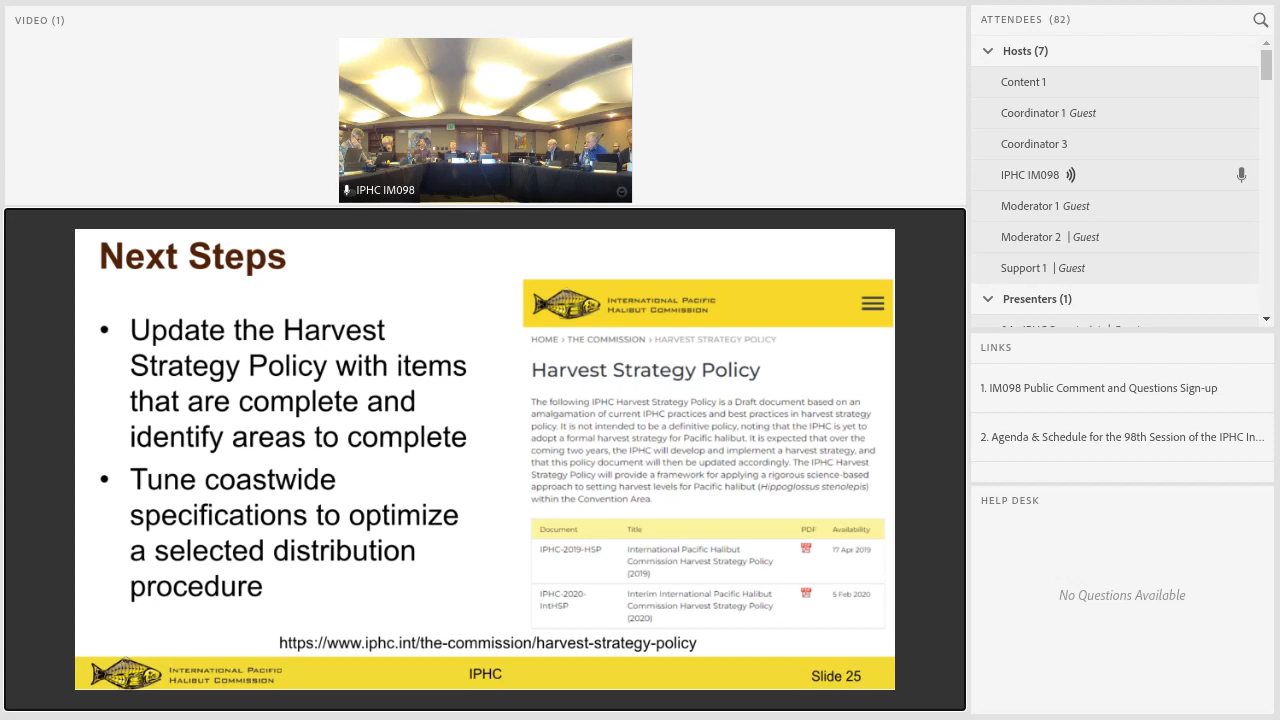 VIDEO (1)
IPHC IM098
Next Steps
• Update the Harvest
Strategy Policy with items
that are complete and
identify areas to complete
• Tune coastwide
specifications to optimize
a selected distribution
procedure
INTERNATIONAL PACIFIC
HALIBUT COMMISSION
HOME › THE COMMISSION › HARVEST STRATEGY POLICY
Harvest Strategy Policy
The following IPHC Harvest Strategy Policy is a Draft document based on an
amalgamation of current IPHC practices and best practices in harvest strategy
policy. It is not intended to be a definitive policy, noting that the IPHC is yet to
adopt a formal harvest strategy for Pacific halibut. It is expected that over the
coming two years, the IPHC will develop and implement a harvest strategy, and
that this policy document will then be updated accordingly. The IPHC Harvest
Strategy Policy will provide a framework for applying a rigorous science-based
approach to setting harvest levels for Pacific halibut (Hippoglossus stenolepis)
within the Convention Area.
Document Title PDF Availability
IPHC-2019-HSP International Pacific Halibut 17 Apr 2019
Commission Harvest Strategy Policy
(2019)
IPHC-2020- Interim International Pacific Halibut 5 Feb 2020
IntHSP Commission Harvest Strategy Policy
(2020)
https://www.iphc.int/the-commission/harvest-strategy-policy
INTERNATIONAL PACIFIC
HALIBUT COMMISSION
IPHC
Slide 25
ATTENDEES (82)
Hosts (7)
Content 1
Coordinator 1 Guest
Coordinator 3
IPHC IM098
Moderator 1 Guest
Moderator 2 | Guest
Support 1 | Guest
Presenters (1)
LINKS
1. IM098 Public Comment and Questions Sign-up
2. Agenda & Schedule for 98th Session of the IPHC In...
HELP DESK
No Questions Available